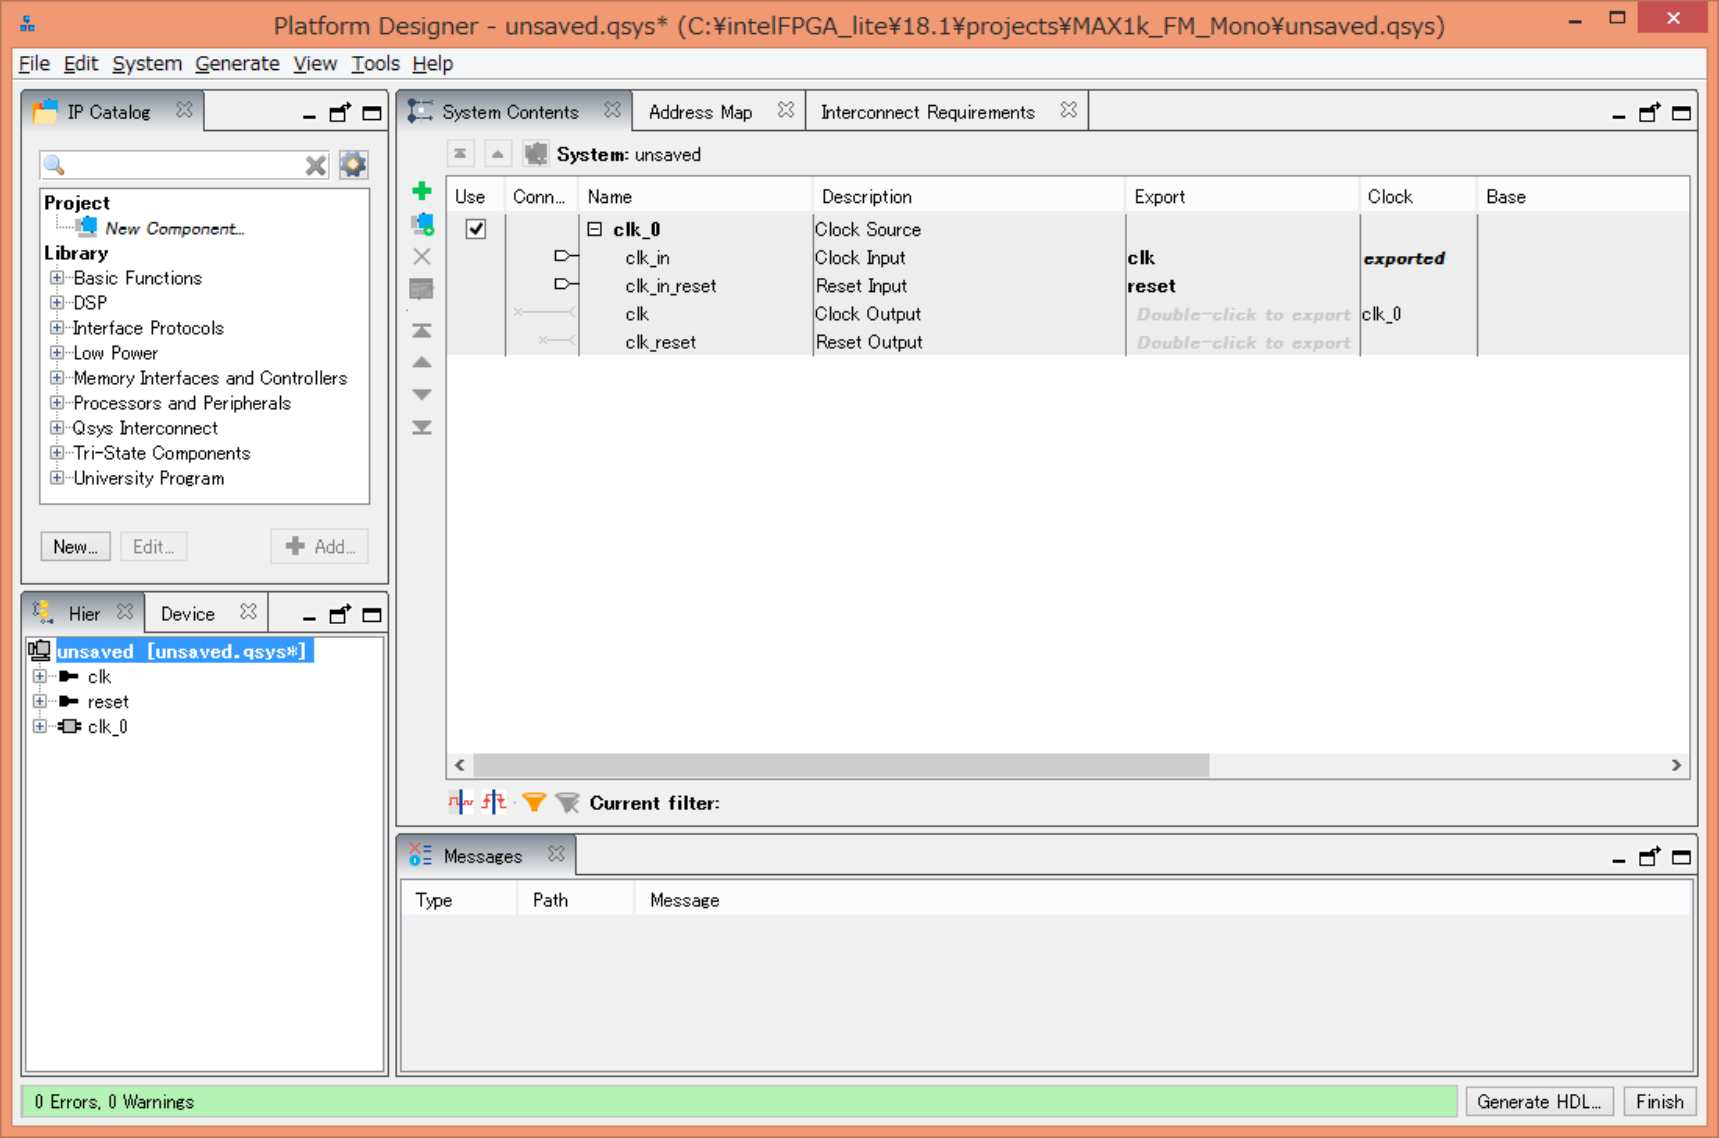 Platform Designer - unsaved.qsys* (C:¥intelFPGA_lite¥18.1¥projects¥MAX1k_FM_Mono¥unsaved.qsys)
File Edit System Generate View Tools Help
IP Catalog
Project
New Component...
Library
Basic Functions
DSP
Interface Protocols
Low Power
Memory Interfaces and Controllers
Processors and Peripherals
Qsys Interconnect
Tri-State Components
University Program
New... Edit... Add...
Hier Device
unsaved [unsaved.qsys*]
clk
reset
clk_0
System Contents Address Map Interconnect Requirements
System: unsaved
Use Conn... Name Description Export Clock Base
clk_0 Clock Source
clk_in Clock Input clk exported
clk_in_reset Reset Input reset
clk Clock Output Double-click to export clk_0
clk_reset Reset Output Double-click to export
Current filter:
Messages
Type Path Message
0 Errors, 0 Warnings
Generate HDL... Finish